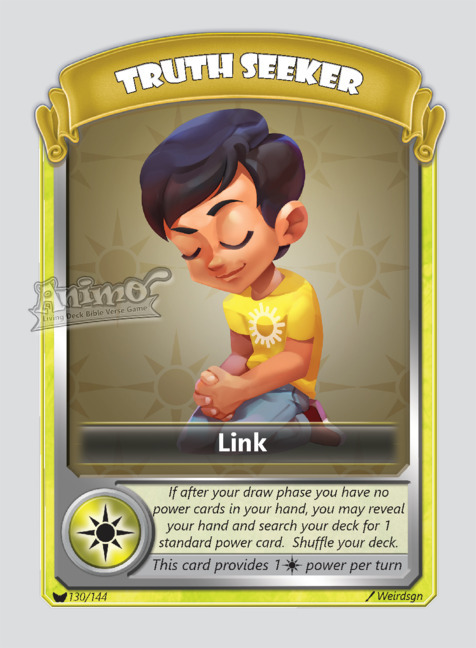 TRUTH SEEKER
Animo
Living Deck Bible Verse Game
Link
If after your draw phase you have no
power cards in your hand, you may reveal
your hand and search your deck for 1
standard power card. Shuffle your deck.
This card provides 1 power per turn
130/144
Weirdsgn